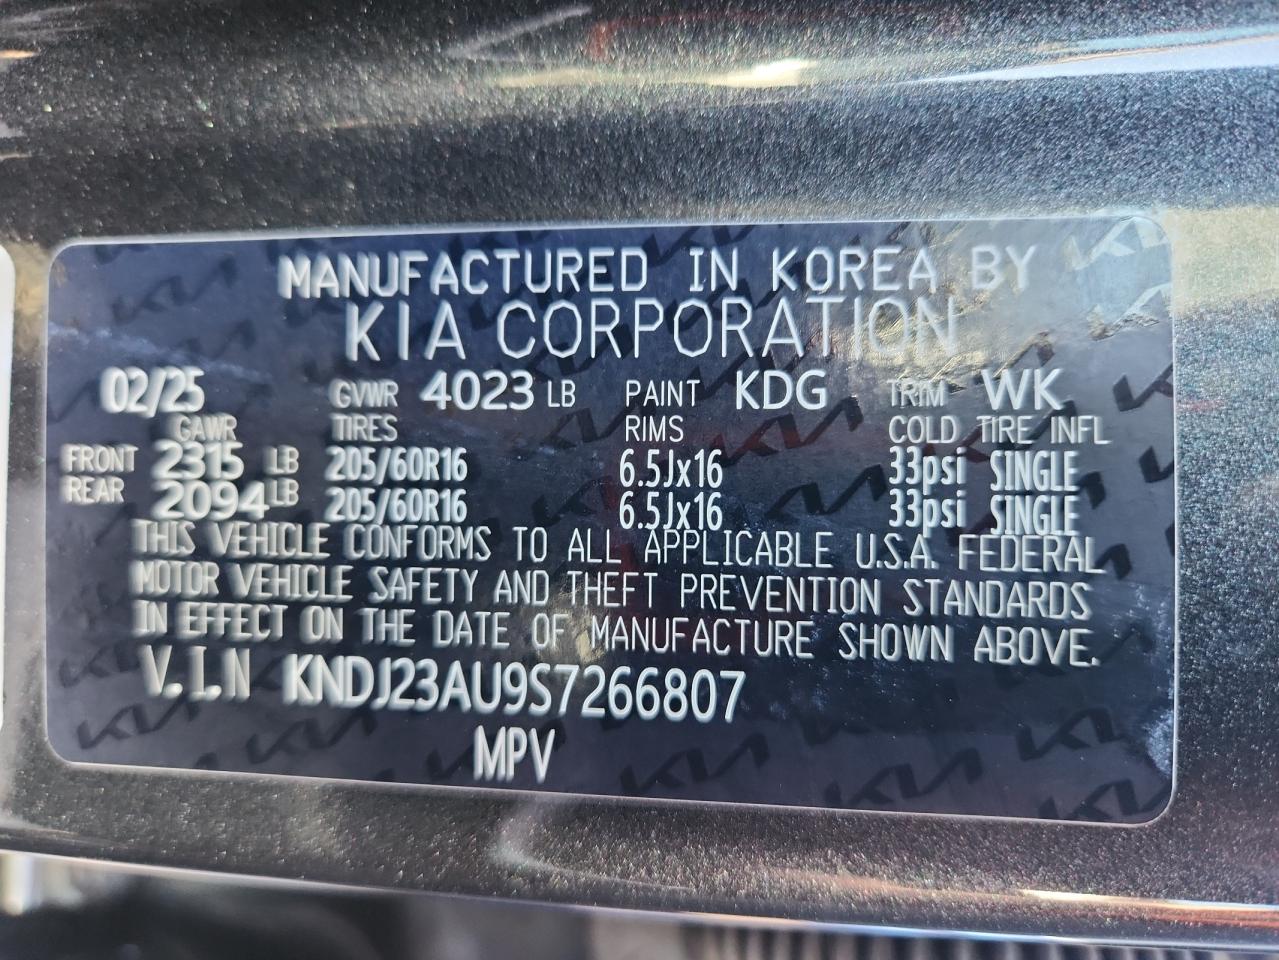 MANUFACTURED IN KOREA BY
KIA CORPORATION
02/25 GVWR 4023 LB PAINT KDG TRIM WK
GAWR TIRES RIMS COLD TIRE INFL
FRONT 2315 LB 205/60R16 6.5Jx16 33psi SINGLE
REAR 2094 LB 205/60R16 6.5Jx16 33psi SINGLE
THIS VEHICLE CONFORMS TO ALL APPLICABLE U.S.A. FEDERAL
MOTOR VEHICLE SAFETY AND THEFT PREVENTION STANDARDS
IN EFFECT ON THE DATE OF MANUFACTURE SHOWN ABOVE.
V.I.N KNDJ23AU9S7266807
MPV